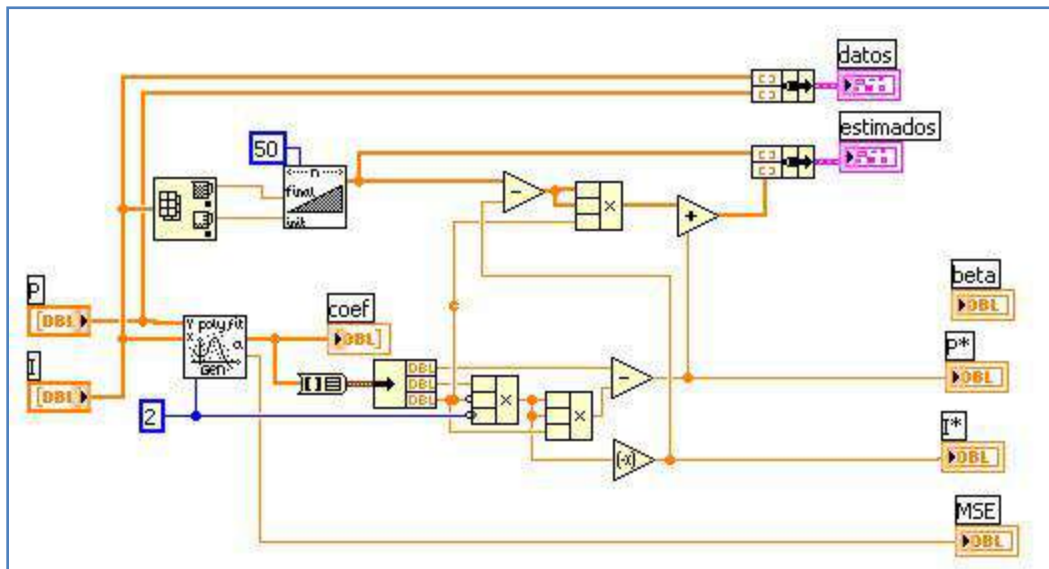 datos
estimados
50
n
final
init
P
[DBL]
I
[DBL]
Y poly fit
X
a
GEN
coef
DBL]
DBL
DBL
DBL
2
-
x
+
-
x
x
(-x)
c
beta
DBL
P*
DBL
I*
DBL
MSE
DBL